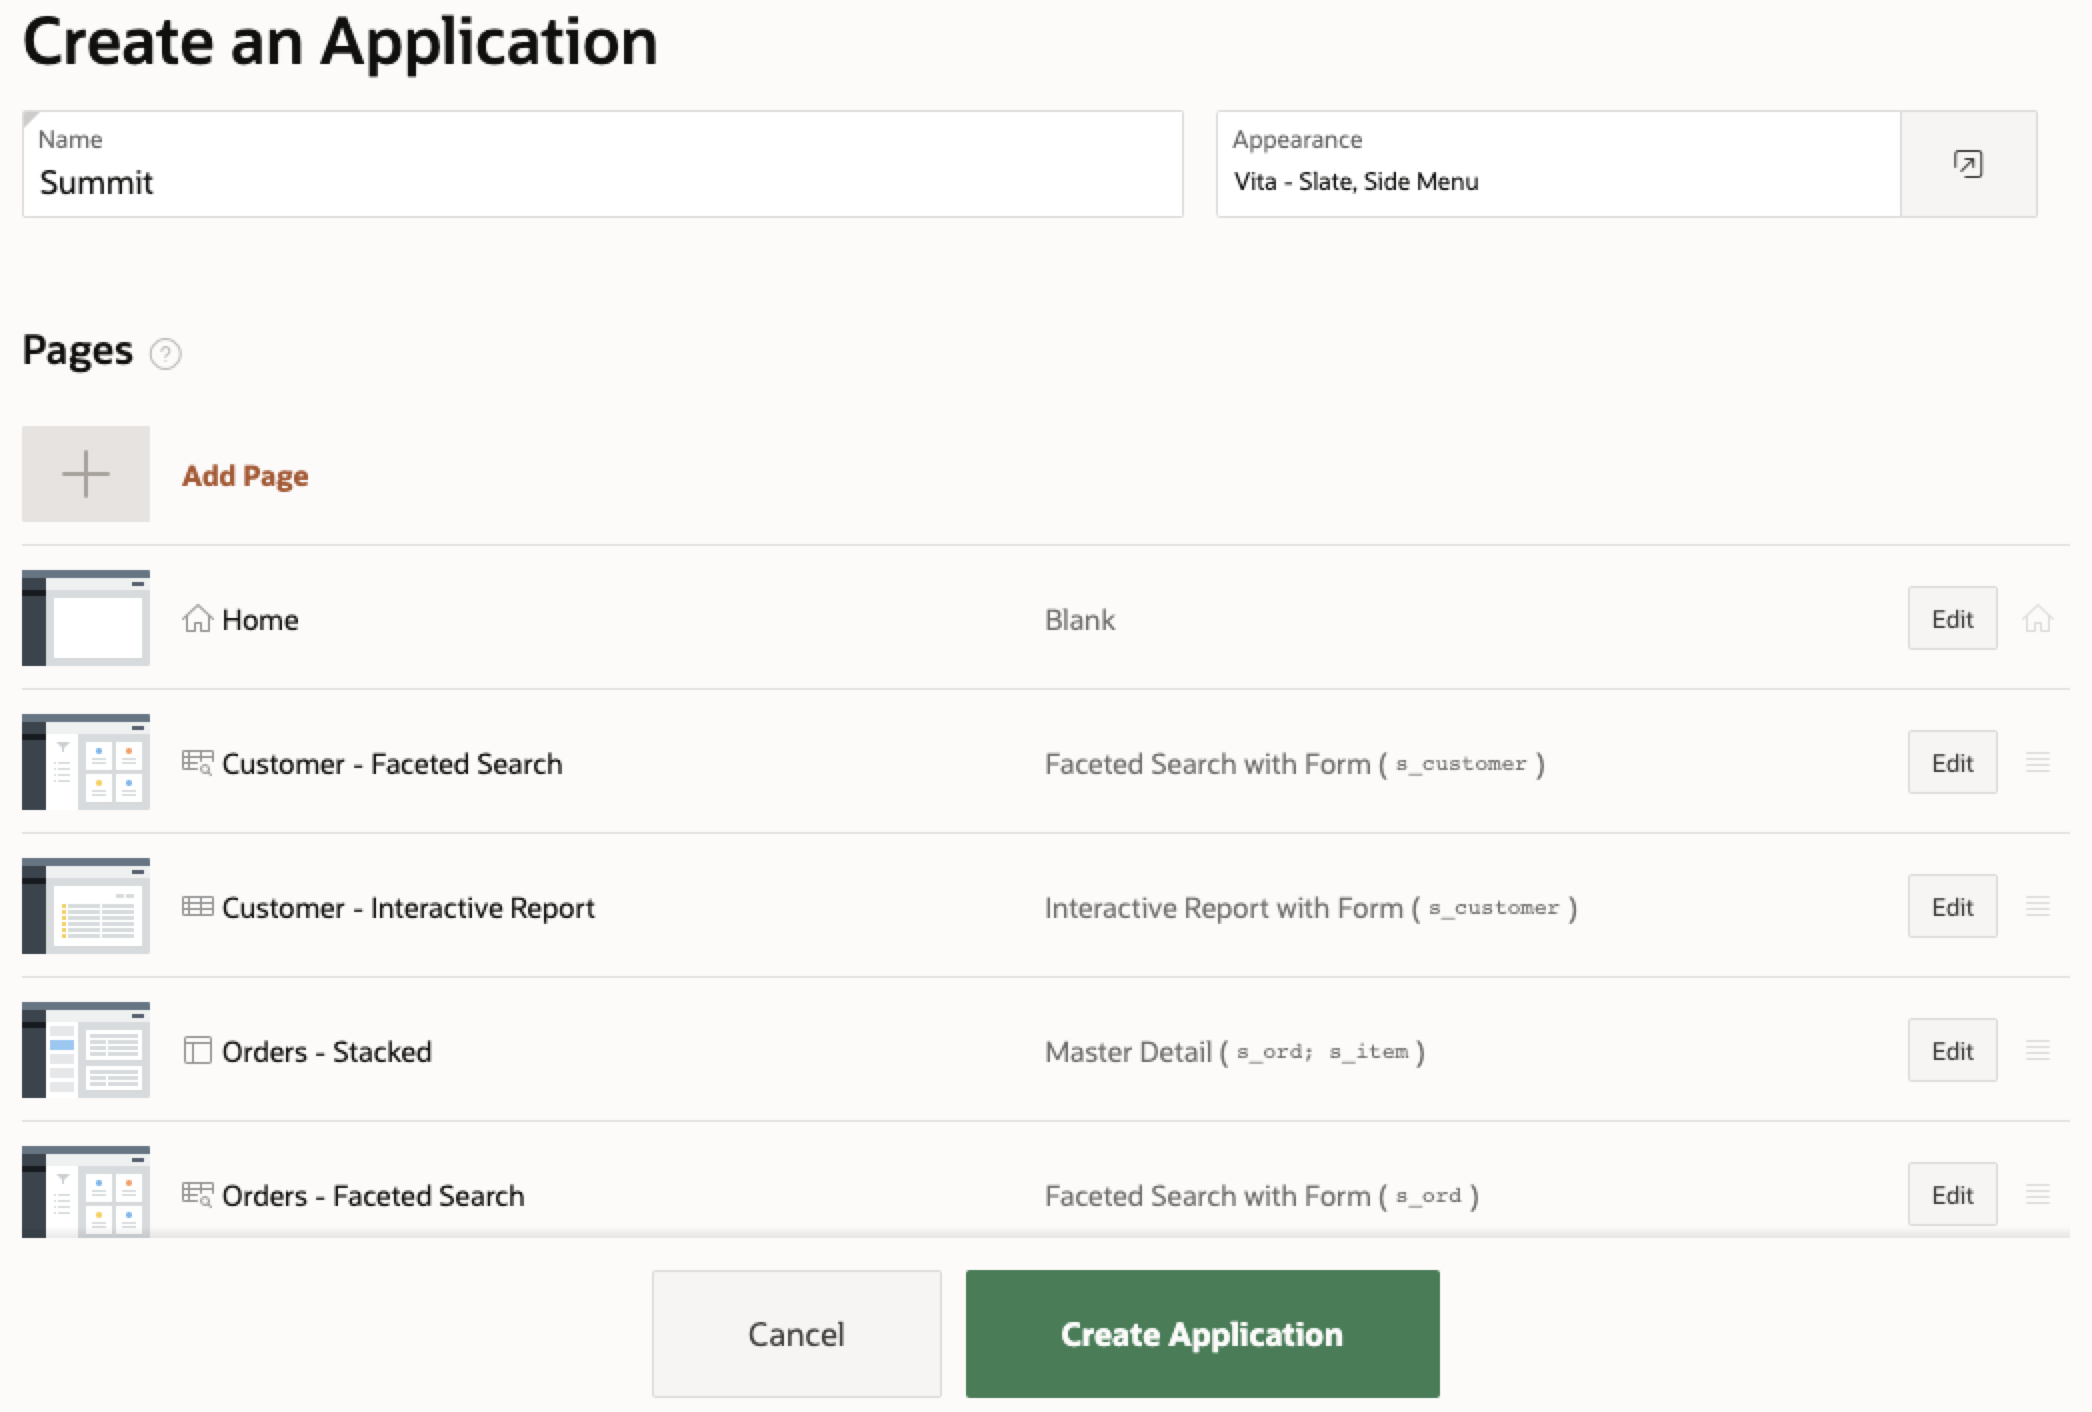 Create an Application
Name
Summit
Appearance
Vita - Slate, Side Menu
Pages ?
Add Page
Home Blank Edit
Customer - Faceted Search Faceted Search with Form ( s_customer ) Edit
Customer - Interactive Report Interactive Report with Form ( s_customer ) Edit
Orders - Stacked Master Detail ( s_ord; s_item ) Edit
Orders - Faceted Search Faceted Search with Form ( s_ord ) Edit
Cancel Create Application